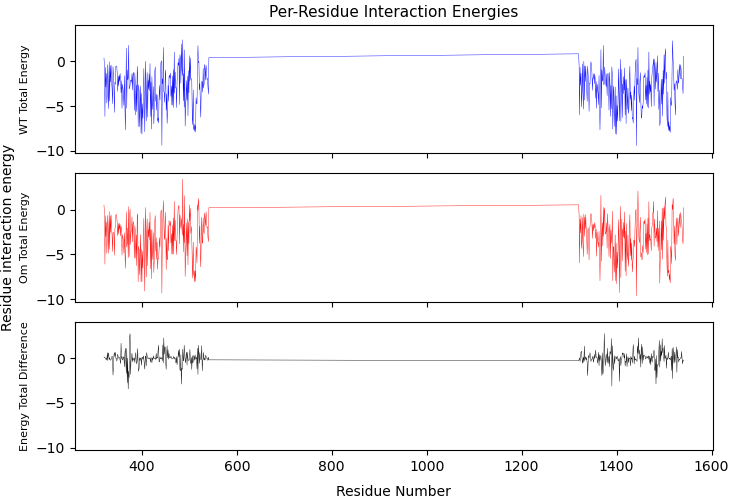 Per-Residue Interaction Energies
Residue interaction energy
WT Total Energy
0
−5
−10
Om Total Energy
0
−5
−10
Energy Total Difference
0
−5
−10
400 600 800 1000 1200 1400 1600
Residue Number